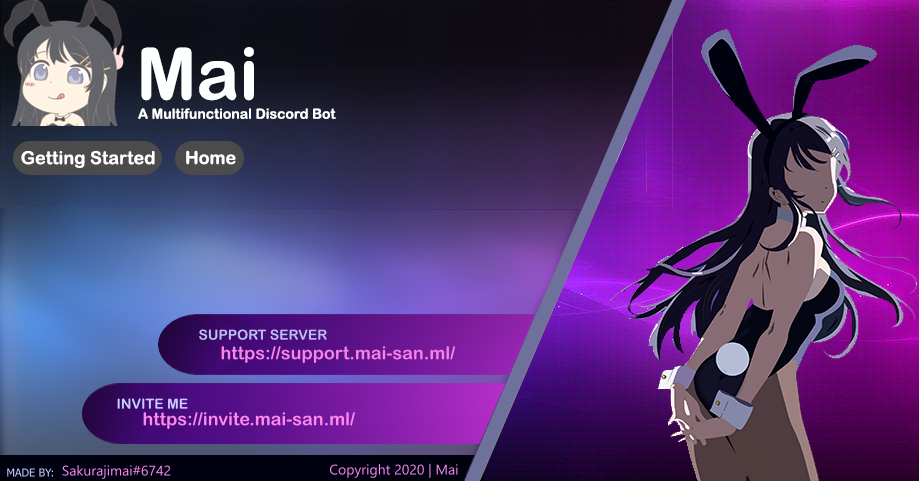 Mai
A Multifunctional Discord Bot
Getting Started
Home
SUPPORT SERVER
https://support.mai-san.ml/
INVITE ME
https://invite.mai-san.ml/
MADE BY: Sakurajimai#6742
Copyright 2020 | Mai